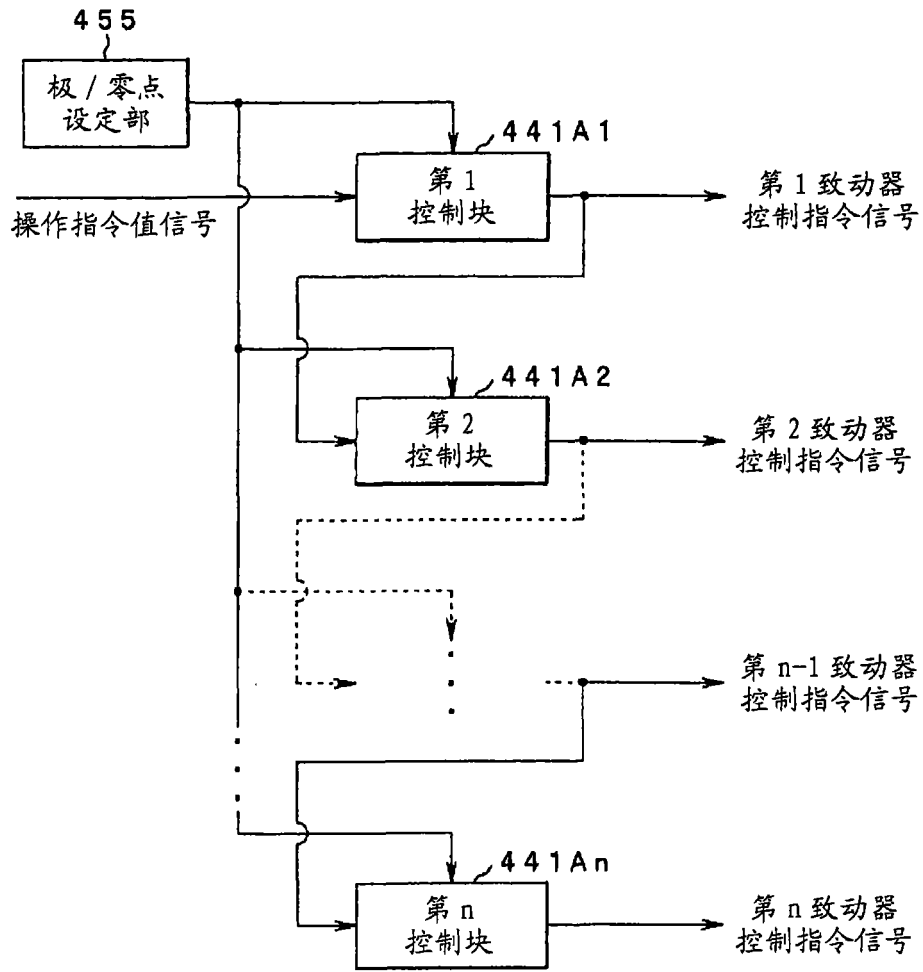 455
极/零点
设定部
441A1
第1
控制块
操作指令值信号
第1致动器
控制指令信号
441A2
第2
控制块
第2致动器
控制指令信号
第n-1致动器
控制指令信号
441An
第n
控制块
第n致动器
控制指令信号